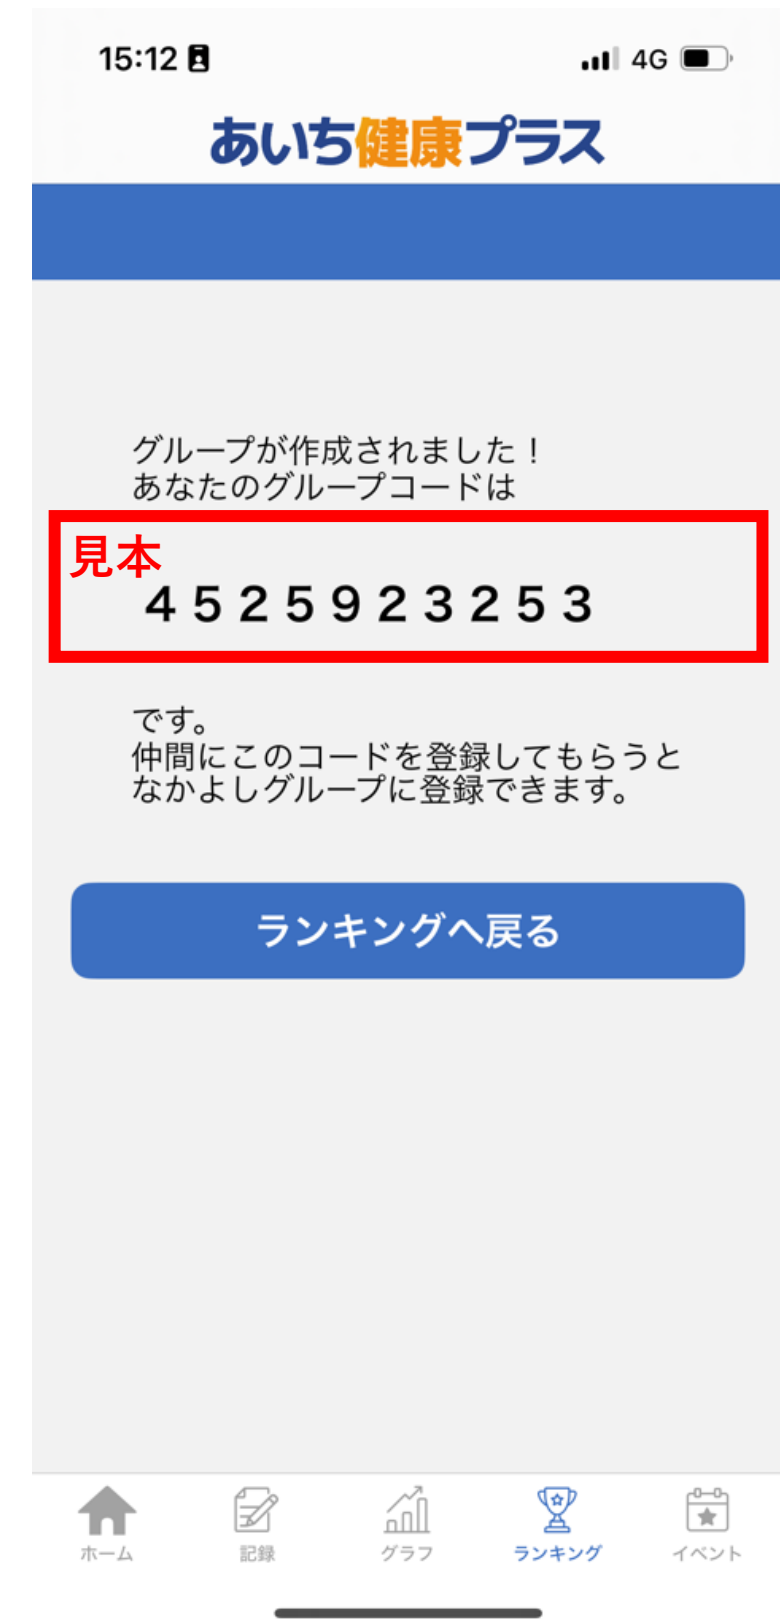 15:12
4G
あいち健康プラス
グループが作成されました！
あなたのグループコードは
見本
4525923253
です。
仲間にこのコードを登録してもらうと
なかよしグループに登録できます。
ランキングへ戻る
ホーム
記録
グラフ
ランキング
イベント